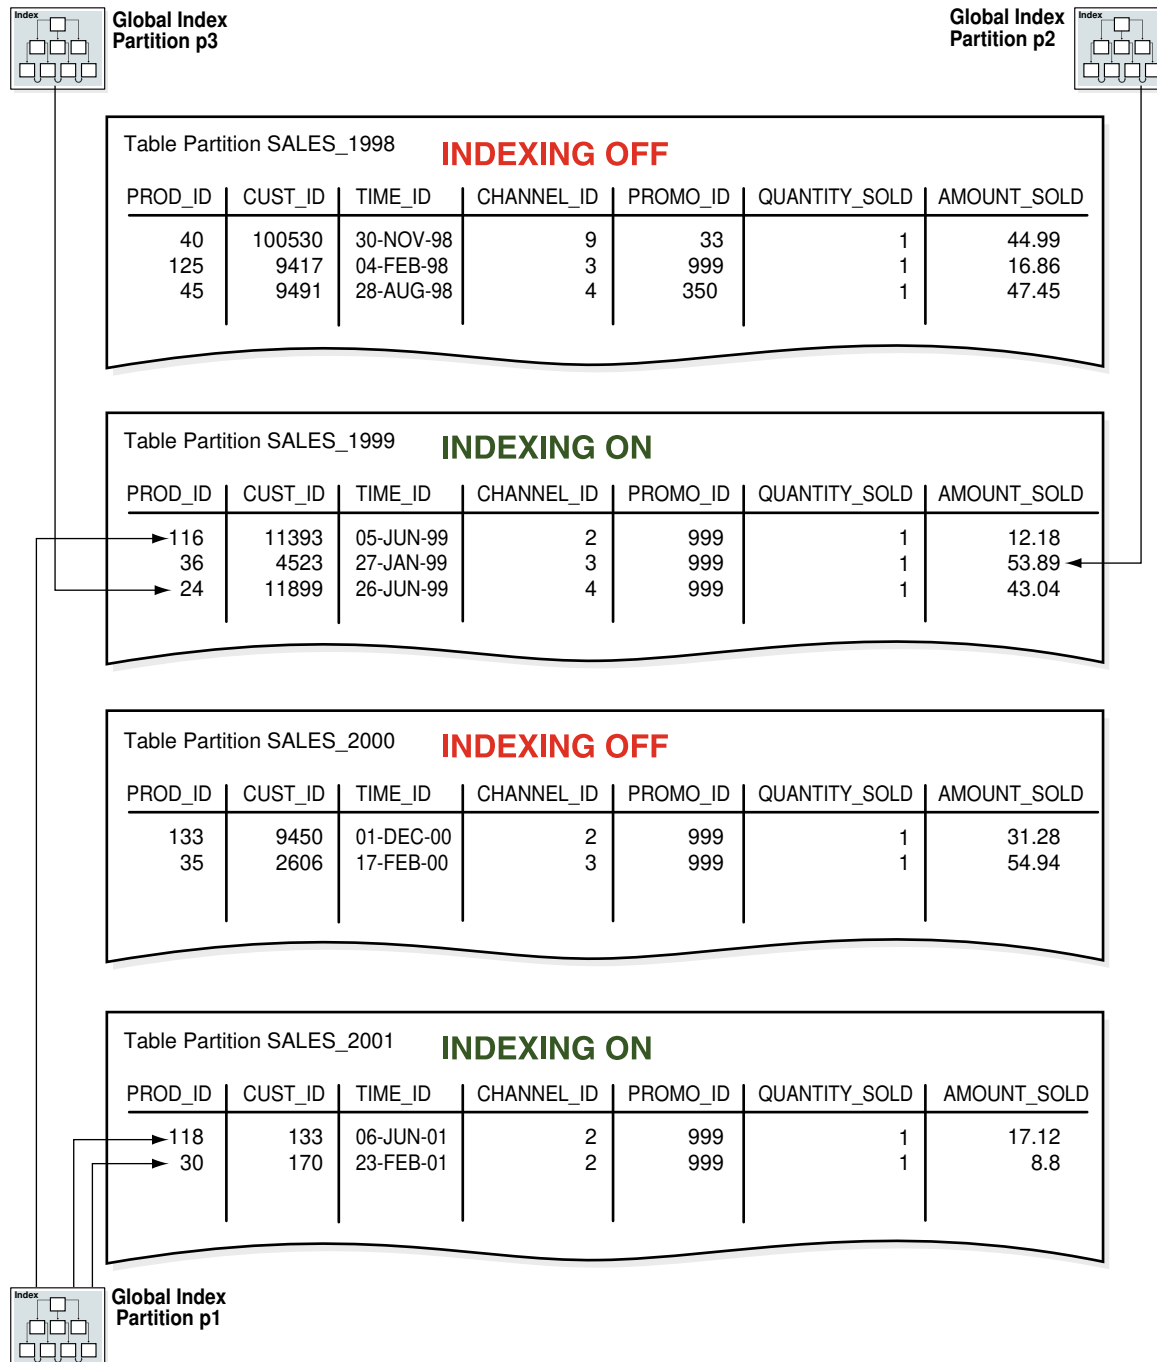 Index
Global Index
Partition p3
Global Index
Partition p2
Index
Table Partition SALES_1998
INDEXING OFF
PROD_ID CUST_ID TIME_ID CHANNEL_ID PROMO_ID QUANTITY_SOLD AMOUNT_SOLD
40 100530 30-NOV-98 9 33 1 44.99
125 9417 04-FEB-98 3 999 1 16.86
45 9491 28-AUG-98 4 350 1 47.45
Table Partition SALES_1999
INDEXING ON
PROD_ID CUST_ID TIME_ID CHANNEL_ID PROMO_ID QUANTITY_SOLD AMOUNT_SOLD
116 11393 05-JUN-99 2 999 1 12.18
36 4523 27-JAN-99 3 999 1 53.89
24 11899 26-JUN-99 4 999 1 43.04
Table Partition SALES_2000
INDEXING OFF
PROD_ID CUST_ID TIME_ID CHANNEL_ID PROMO_ID QUANTITY_SOLD AMOUNT_SOLD
133 9450 01-DEC-00 2 999 1 31.28
35 2606 17-FEB-00 3 999 1 54.94
Table Partition SALES_2001
INDEXING ON
PROD_ID CUST_ID TIME_ID CHANNEL_ID PROMO_ID QUANTITY_SOLD AMOUNT_SOLD
118 133 06-JUN-01 2 999 1 17.12
30 170 23-FEB-01 2 999 1 8.8
Index
Global Index
Partition p1